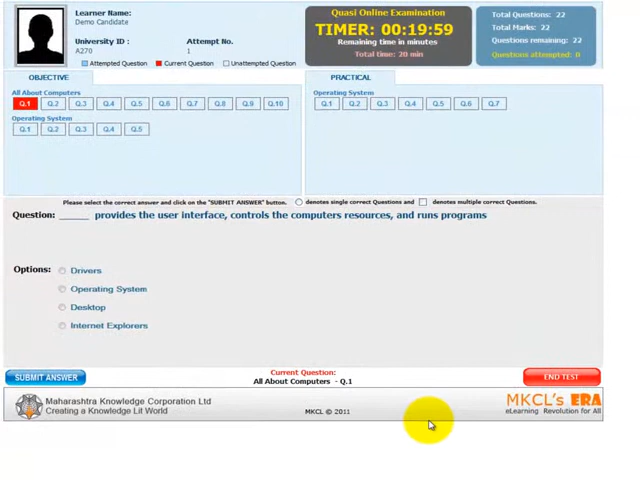 Learner Name:
Demo Candidate
University ID :
A270
Attempt No.
1
Attempted Question Current Question Unattempted Question
Quasi Online Examination
TIMER: 00:19:59
Remaining time in minutes
Total time: 20 min
Total Questions: 22
Total Marks: 22
Questions remaining: 22
Questions attempted: 0
OBJECTIVE
All About Computers
Q.1 Q.2 Q.3 Q.4 Q.5 Q.6 Q.7 Q.8 Q.9 Q.10
Operating System
Q.1 Q.2 Q.3 Q.4 Q.5
PRACTICAL
Operating System
Q.1 Q.2 Q.3 Q.4 Q.5 Q.6 Q.7
Please select the correct answer and click on the "SUBMIT ANSWER" button. denotes single correct Questions and denotes multiple correct Questions.
Question: _____ provides the user interface, controls the computers resources, and runs programs
Options: Drivers
Operating System
Desktop
Internet Explorers
SUBMIT ANSWER
Current Question:
All About Computers - Q.1
END TEST
Maharashtra Knowledge Corporation Ltd
Creating a Knowledge Lit World
MKCL © 2011
MKCL's ERA
eLearning Revolution for All